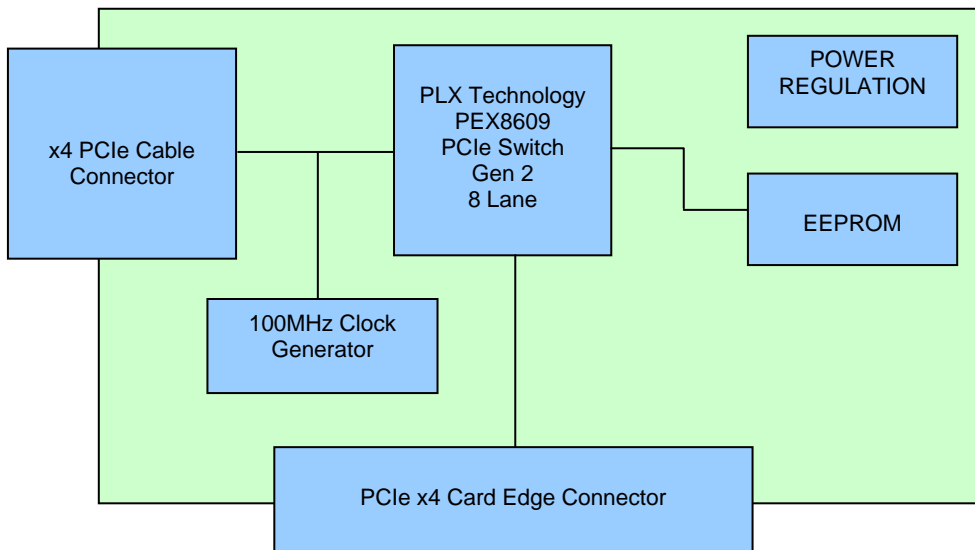 POWER
REGULATION
PLX Technology
PEX8609
PCIe Switch
Gen 2
8 Lane
x4 PCIe Cable
Connector
EEPROM
100MHz Clock
Generator
PCIe x4 Card Edge Connector